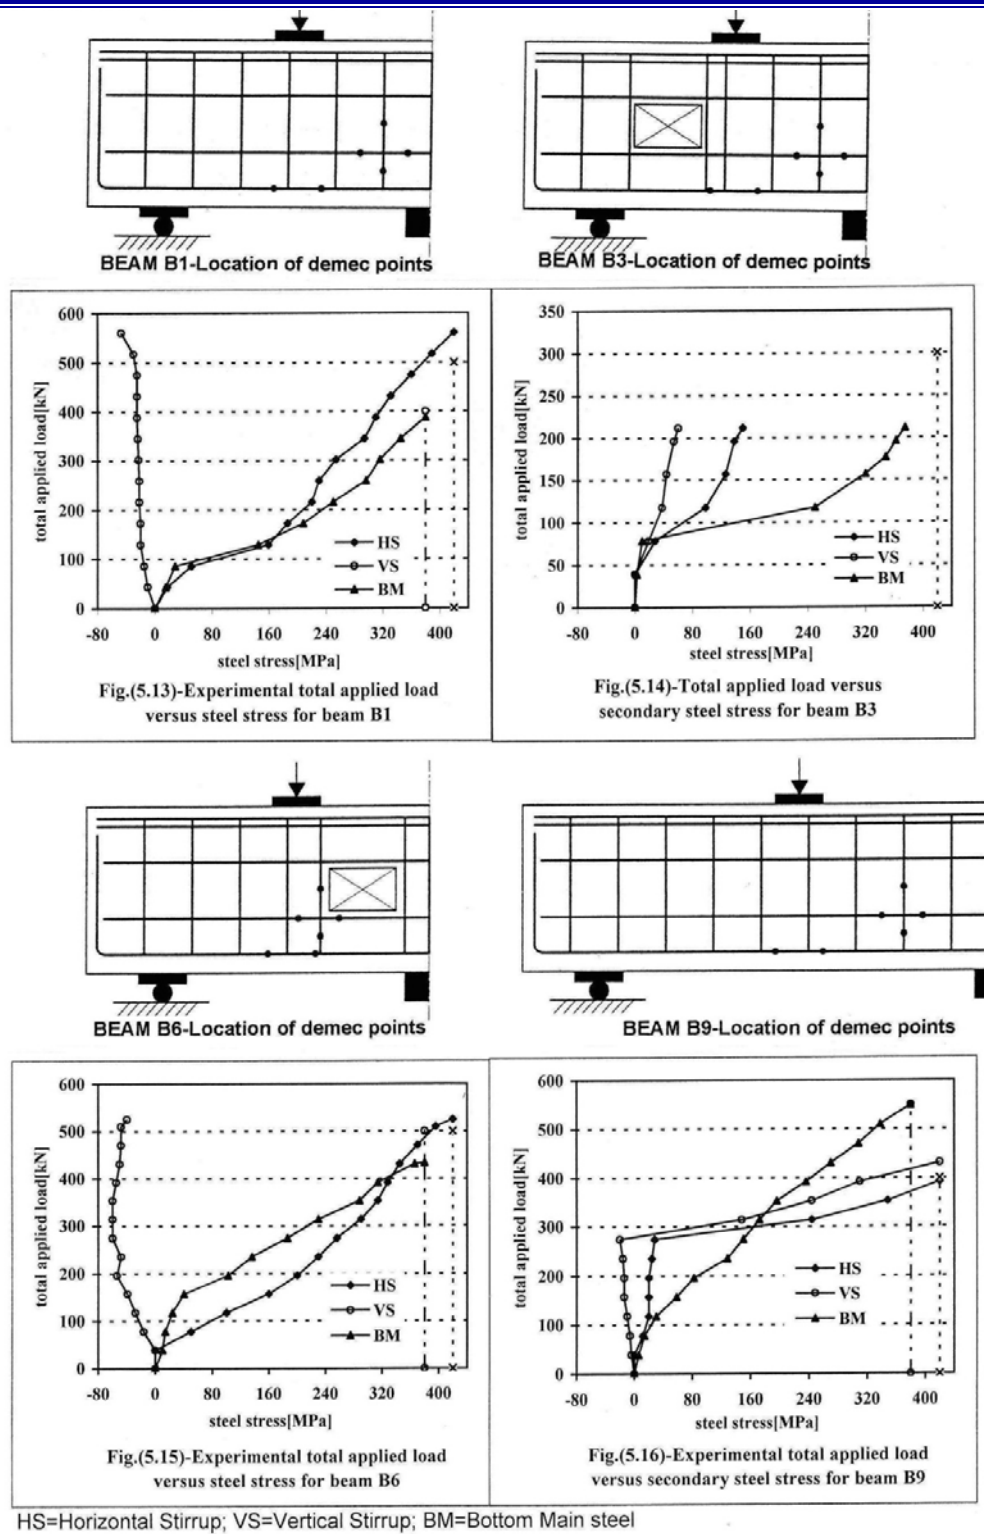 BEAM B1-Location of demec points
BEAM B3-Location of demec points
600
500
400
300
200
100
0
total applied load[kN]
HS
VS
BM
-80 0 80 160 240 320 400
steel stress[MPa]
Fig.(5.13)-Experimental total applied load
versus steel stress for beam B1
350
300
250
200
150
100
50
0
total applied load[kN]
HS
VS
BM
-80 0 80 160 240 320 400
steel stress[MPa]
Fig.(5.14)-Total applied load versus
secondary steel stress for beam B3
BEAM B6-Location of demec points
BEAM B9-Location of demec points
600
500
400
300
200
100
0
total applied load[kN]
HS
VS
BM
-80 0 80 160 240 320 400
steel stress[MPa]
Fig.(5.15)-Experimental total applied load
versus steel stress for beam B6
600
500
400
300
200
100
0
total applied load[kN]
HS
VS
BM
-80 0 80 160 240 320 400
steel stress[MPa]
Fig.(5.16)-Experimental total applied load
versus secondary steel stress for beam B9
HS=Horizontal Stirrup; VS=Vertical Stirrup; BM=Bottom Main steel